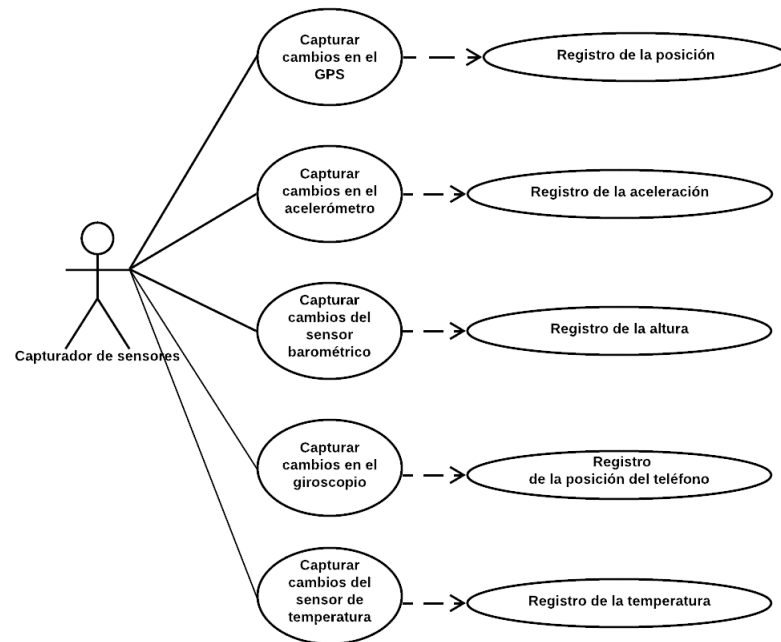 Capturar
cambios en el
GPS
Registro de la posición
Capturar
cambios en el
acelerómetro
Registro de la aceleración
Capturador de sensores
Capturar
cambios del
sensor
barométrico
Registro de la altura
Capturar
cambios en el
giroscopio
Registro
de la posición del teléfono
Capturar
cambios del
sensor de
temperatura
Registro de la temperatura